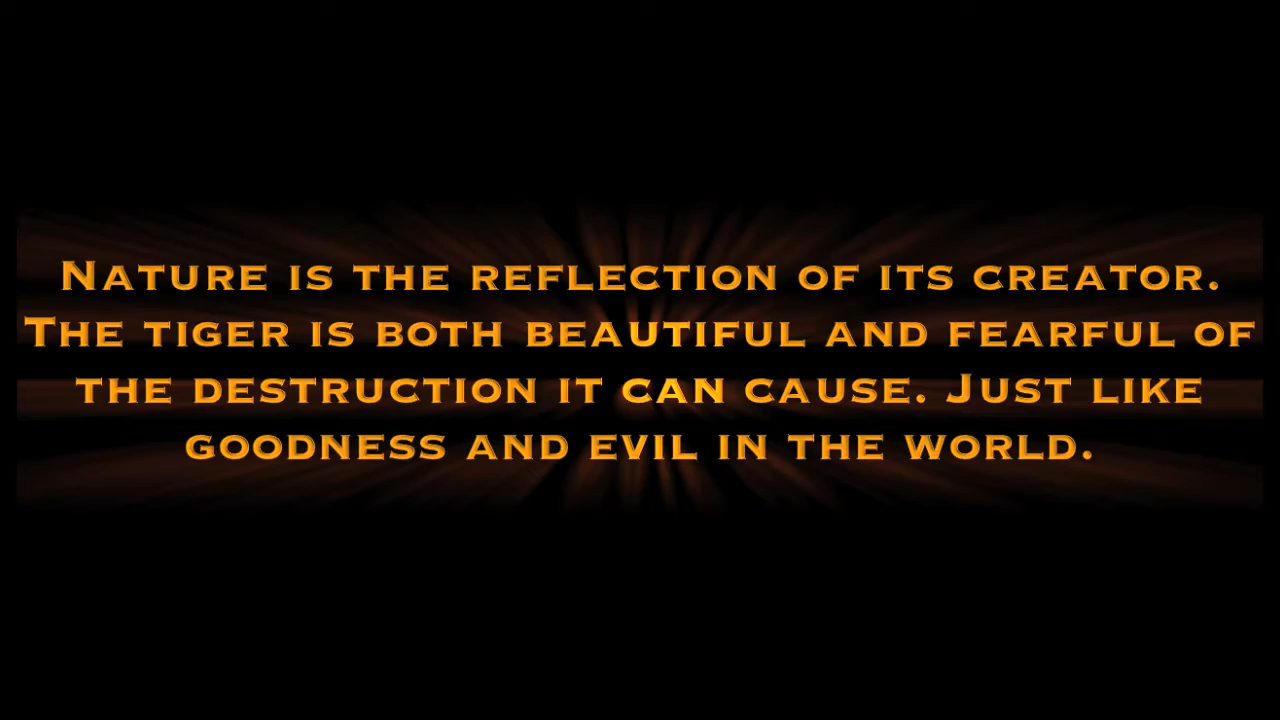 Nature is the reflection of its creator.
The tiger is both beautiful and fearful of
the destruction it can cause. Just like
goodness and evil in the world.